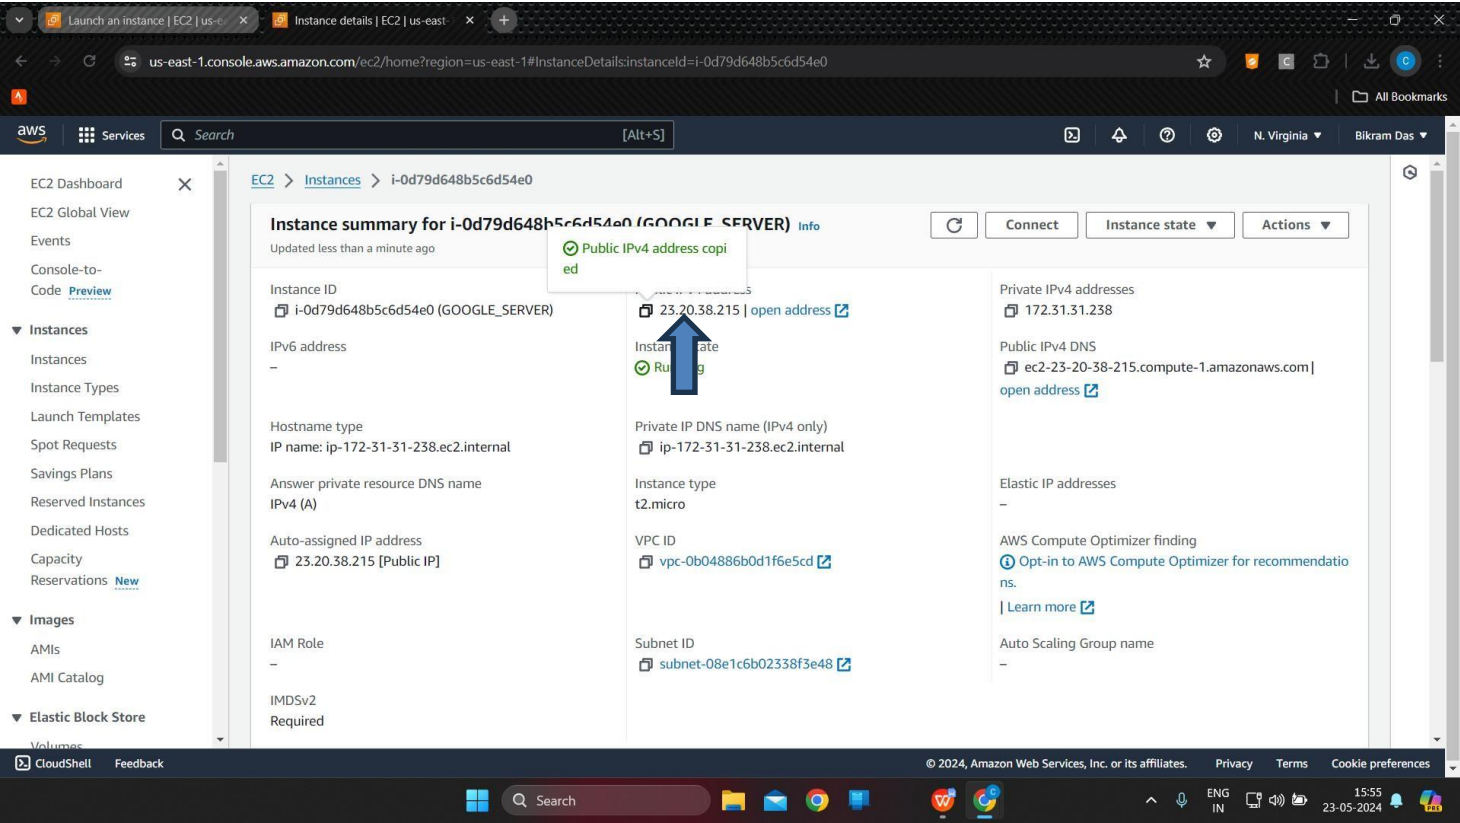 Launch an instance | EC2 | us-e
Instance details | EC2 | us-east-
us-east-1.console.aws.amazon.com/ec2/home?region=us-east-1#InstanceDetails:instanceId=i-0d79d648b5c6d54e0
C
C
All Bookmarks
aws
Services
Search
[Alt+S]
N. Virginia
Bikram Das
EC2 Dashboard
EC2 Global View
Events
Console-to-
Code Preview
Instances
Instances
Instance Types
Launch Templates
Spot Requests
Savings Plans
Reserved Instances
Dedicated Hosts
Capacity
Reservations New
Images
AMIs
AMI Catalog
Elastic Block Store
Volumes
EC2 > Instances > i-0d79d648b5c6d54e0
Instance summary for i-0d79d648b5c6d54e0 (GOOGLE_SERVER) Info
Updated less than a minute ago
Connect
Instance state
Actions
Public IPv4 address copi
ed
Instance ID
i-0d79d648b5c6d54e0 (GOOGLE_SERVER)
Public IPv4 address
23.20.38.215 | open address
Private IPv4 addresses
172.31.31.238
IPv6 address
–
Instance state
Running
Public IPv4 DNS
ec2-23-20-38-215.compute-1.amazonaws.com |
open address
Hostname type
IP name: ip-172-31-31-238.ec2.internal
Private IP DNS name (IPv4 only)
ip-172-31-31-238.ec2.internal
Answer private resource DNS name
IPv4 (A)
Instance type
t2.micro
Elastic IP addresses
–
Auto-assigned IP address
23.20.38.215 [Public IP]
VPC ID
vpc-0b04886b0d1f6e5cd
AWS Compute Optimizer finding
Opt-in to AWS Compute Optimizer for recommendatio
ns.
| Learn more
IAM Role
–
Subnet ID
subnet-08e1c6b02338f3e48
Auto Scaling Group name
–
IMDSv2
Required
CloudShell
Feedback
© 2024, Amazon Web Services, Inc. or its affiliates.
Privacy
Terms
Cookie preferences
Search
ENG
IN
15:55
23-05-2024